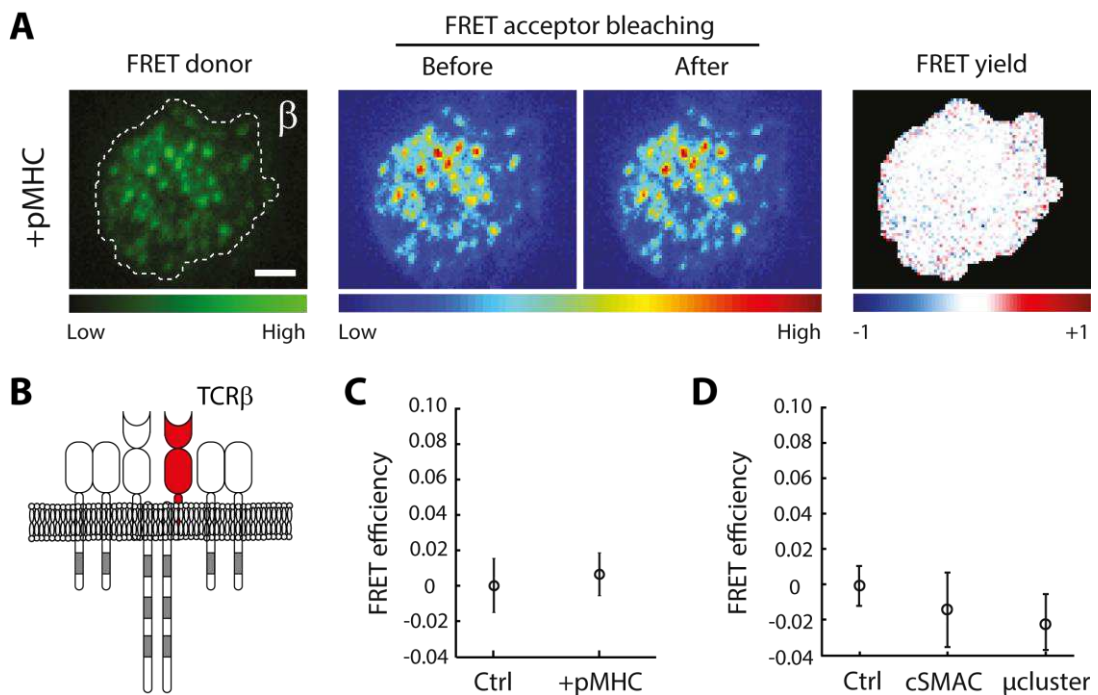 A
FRET acceptor bleaching
FRET donor
Before
After
FRET yield
+pMHC
β
Low
High
Low
High
-1
+1
B
TCRβ
C
FRET efficiency
0.10
0.08
0.06
0.04
0.02
0
-0.02
-0.04
Ctrl
+pMHC
D
FRET efficiency
0.10
0.08
0.06
0.04
0.02
0
-0.02
-0.04
Ctrl
cSMAC
μcluster